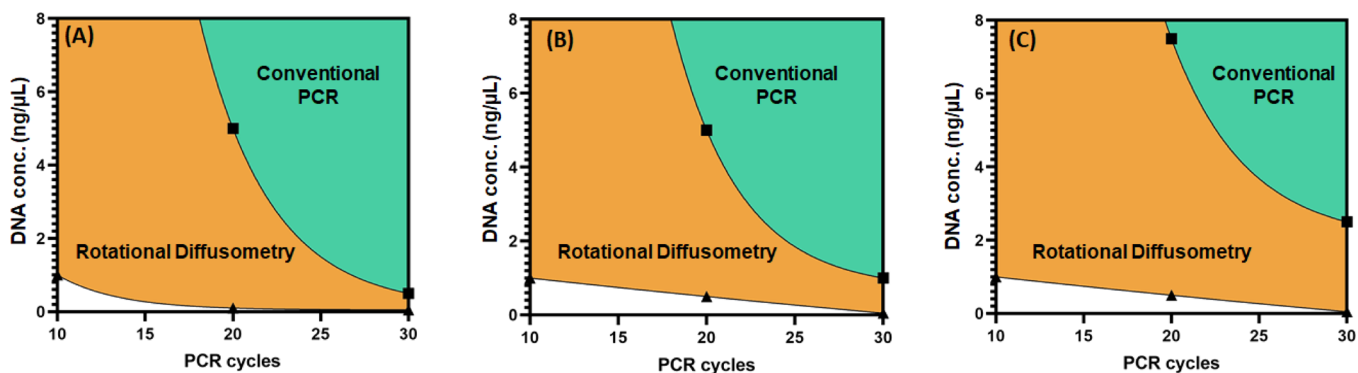 (A)
Conventional
PCR
Rotational Diffusometry
DNA conc. (ng/µL)
8
6
4
2
0
10
15
20
25
30
PCR cycles
(B)
Conventional
PCR
Rotational Diffusometry
DNA conc. (ng/µL)
8
6
4
2
0
10
15
20
25
30
PCR cycles
(C)
Conventional
PCR
Rotational Diffusometry
DNA conc. (ng/µL)
8
6
4
2
0
10
15
20
25
30
PCR cycles